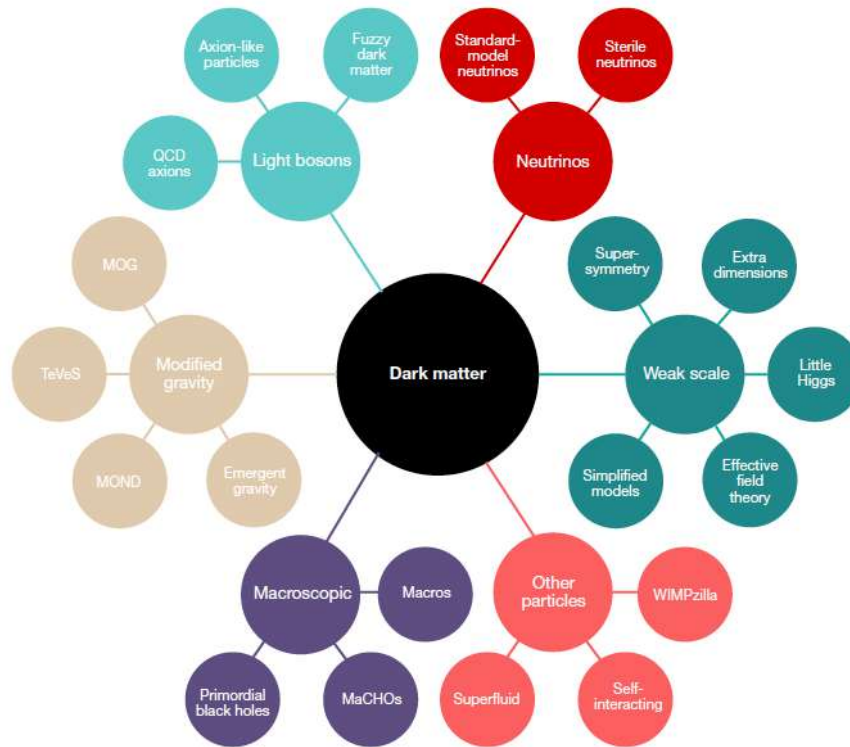 Axion-like
particles
Fuzzy
dark
matter
QCD
axions
Light bosons
Standard-
model
neutrinos
Sterile
neutrinos
Neutrinos
MOG
TeVeS
MOND
Emergent
gravity
Modified
gravity
Dark matter
Super-
symmetry
Extra
dimensions
Little
Higgs
Weak scale
Simplified
models
Effective
field
theory
Macroscopic
Macros
Primordial
black holes
MaCHOs
Other
particles
WIMPzilla
Superfluid
Self-
interacting